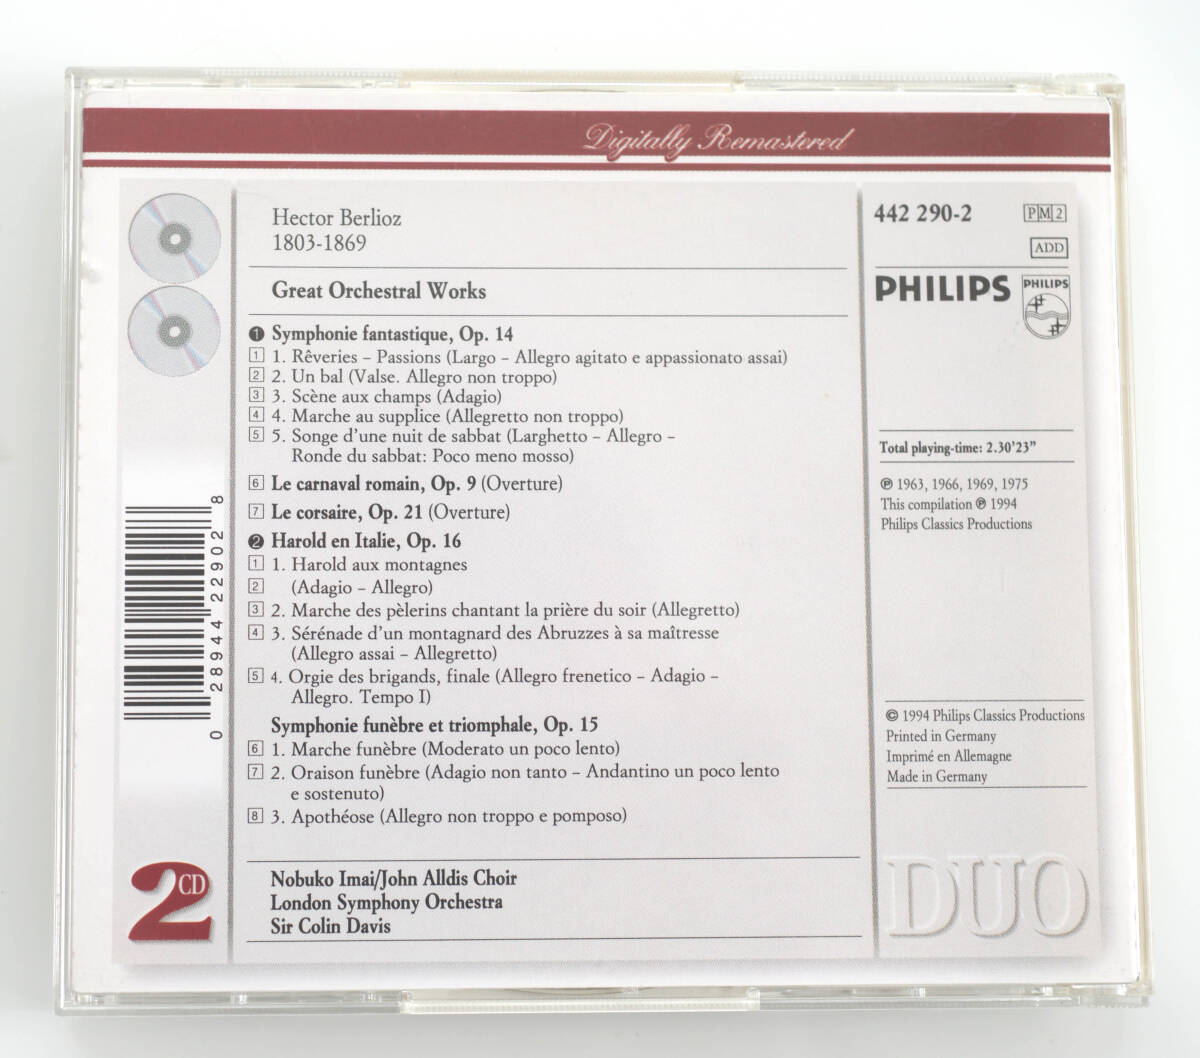 Digitally Remastered
Hector Berlioz
1803-1869
Great Orchestral Works
❶ Symphonie fantastique, Op. 14
1 1. Rêveries – Passions (Largo – Allegro agitato e appassionato assai)
2 2. Un bal (Valse. Allegro non troppo)
3 3. Scène aux champs (Adagio)
4 4. Marche au supplice (Allegretto non troppo)
5 5. Songe d'une nuit de sabbat (Larghetto – Allegro –
Ronde du sabbat: Poco meno mosso)
6 Le carnaval romain, Op. 9 (Overture)
7 Le corsaire, Op. 21 (Overture)
❷ Harold en Italie, Op. 16
1 1. Harold aux montagnes
2 (Adagio – Allegro)
3 2. Marche des pèlerins chantant la prière du soir (Allegretto)
4 3. Sérénade d'un montagnard des Abruzzes à sa maîtresse
(Allegro assai – Allegretto)
5 4. Orgie des brigands, finale (Allegro frenetico – Adagio –
Allegro. Tempo I)
Symphonie funèbre et triomphale, Op. 15
6 1. Marche funèbre (Moderato un poco lento)
7 2. Oraison funèbre (Adagio non tanto – Andantino un poco lento
e sostenuto)
8 3. Apothéose (Allegro non troppo e pomposo)
Nobuko Imai/John Alldis Choir
London Symphony Orchestra
Sir Colin Davis
442 290-2
PM2
ADD
PHILIPS
PHILIPS
Total playing-time: 2.30'23"
℗ 1963, 1966, 1969, 1975
This compilation ℗ 1994
Philips Classics Productions
© 1994 Philips Classics Productions
Printed in Germany
Imprimé en Allemagne
Made in Germany
DUO
0 28944 22902 8
2 CD